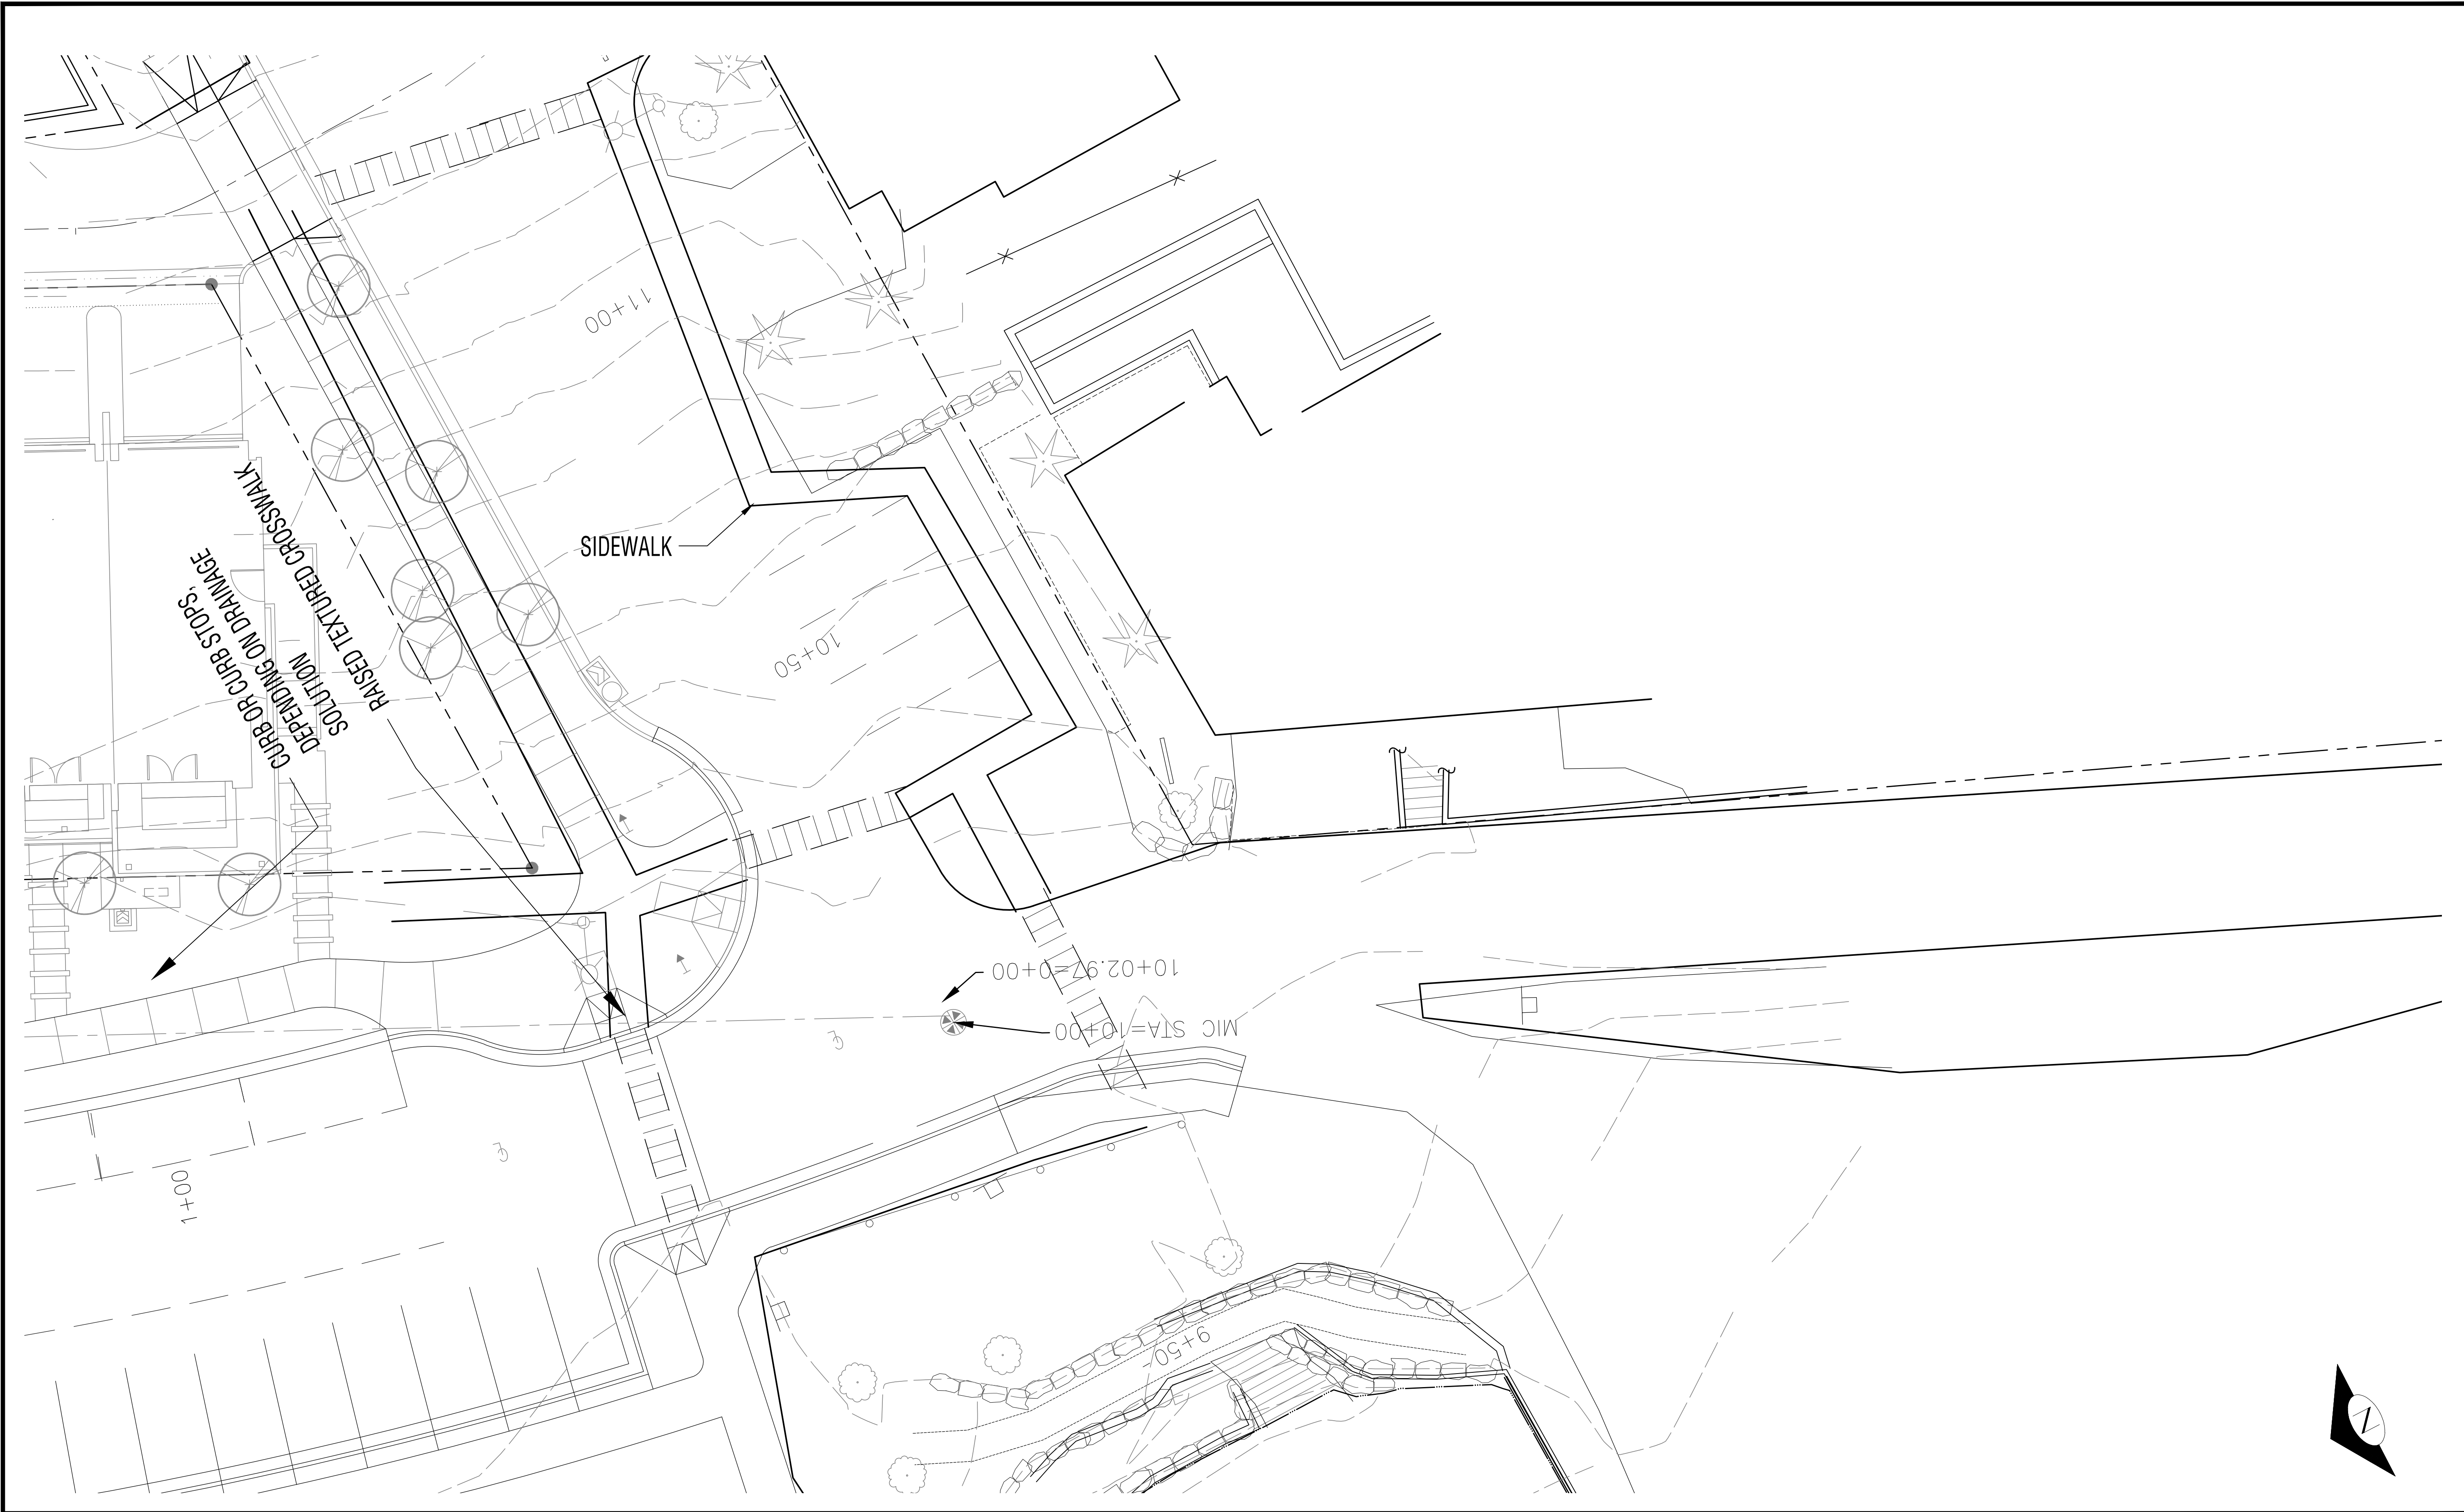 11+00
SIDEWALK
RAISED TEXTURED CROSSWALK
CURB OR CURB STOPS,
DEPENDING ON DRAINAGE
SOLUTION
10+50
10+02.97=0+00
MIC STA=10+00
1+00
9+50
N